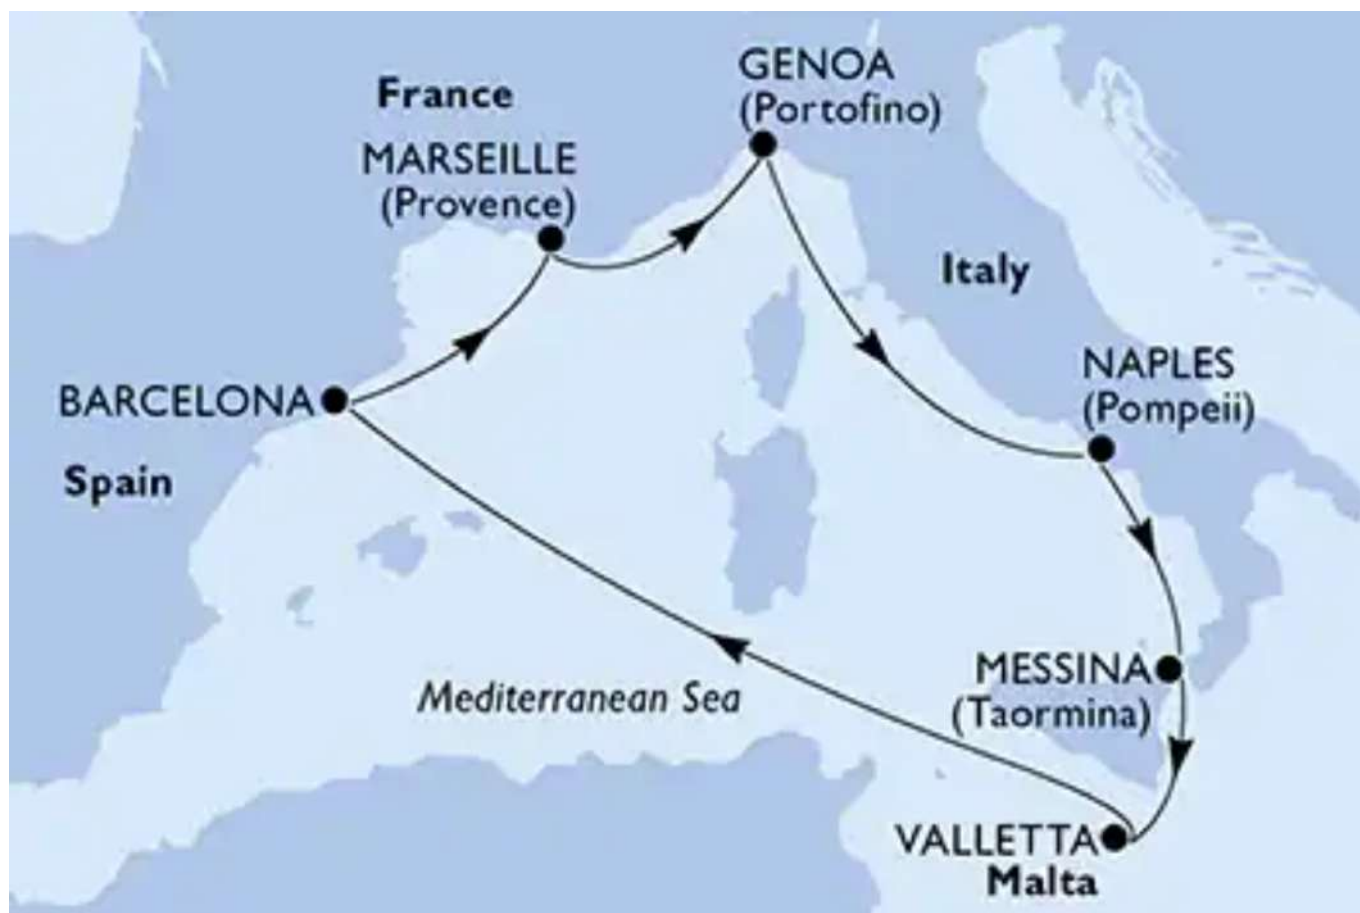 GENOA
(Portofino)
France
MARSEILLE
(Provence)
Italy
NAPLES
(Pompeii)
BARCELONA
Spain
MESSINA
(Taormina)
Mediterranean Sea
VALLETTA
Malta